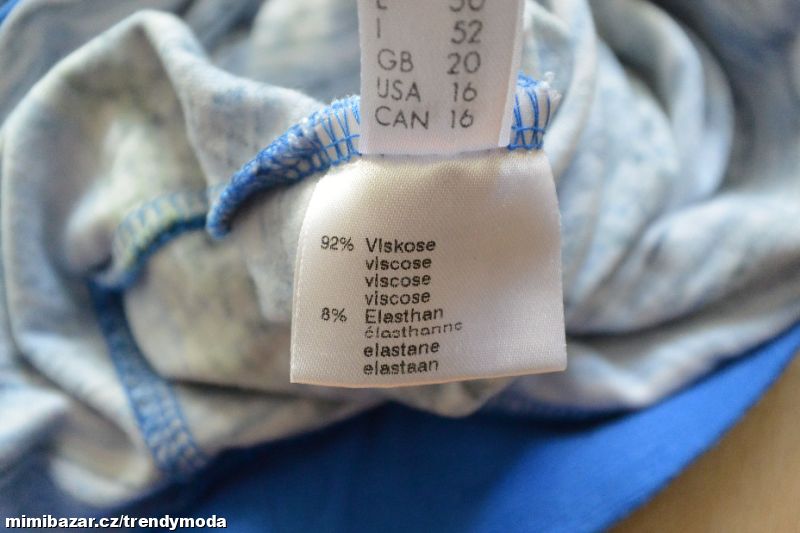 E 50
I 52
GB 20
USA 16
CAN 16
92% Viskose
viscose
viscose
viscose
8% Elasthan
élasthanne
elastane
elastaan
mimibazar.cz/trendymoda